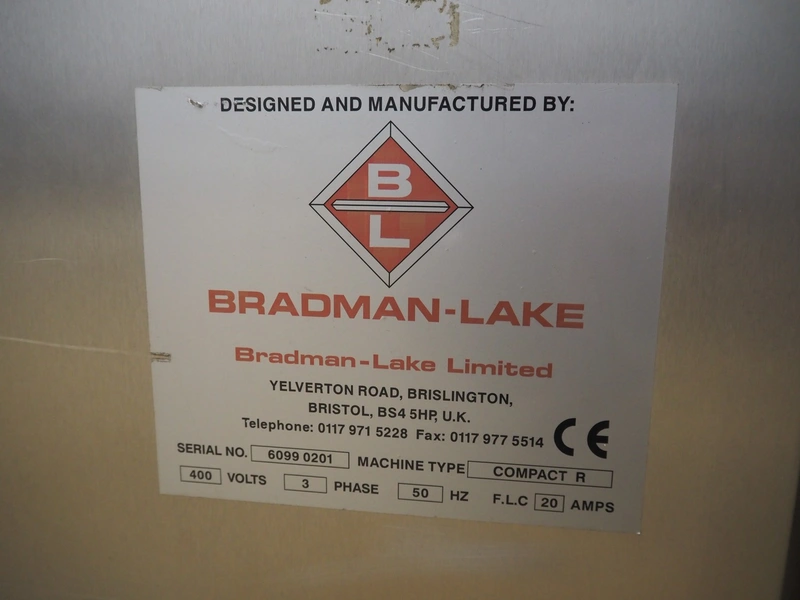 DESIGNED AND MANUFACTURED BY:
B
L
BRADMAN-LAKE
Bradman-Lake Limited
YELVERTON ROAD, BRISLINGTON,
BRISTOL, BS4 5HP, U.K.
Telephone: 0117 971 5228 Fax: 0117 977 5514 CE
SERIAL NO. 6099 0201 MACHINE TYPE COMPACT R
400 VOLTS 3 PHASE 50 HZ F.L.C 20 AMPS